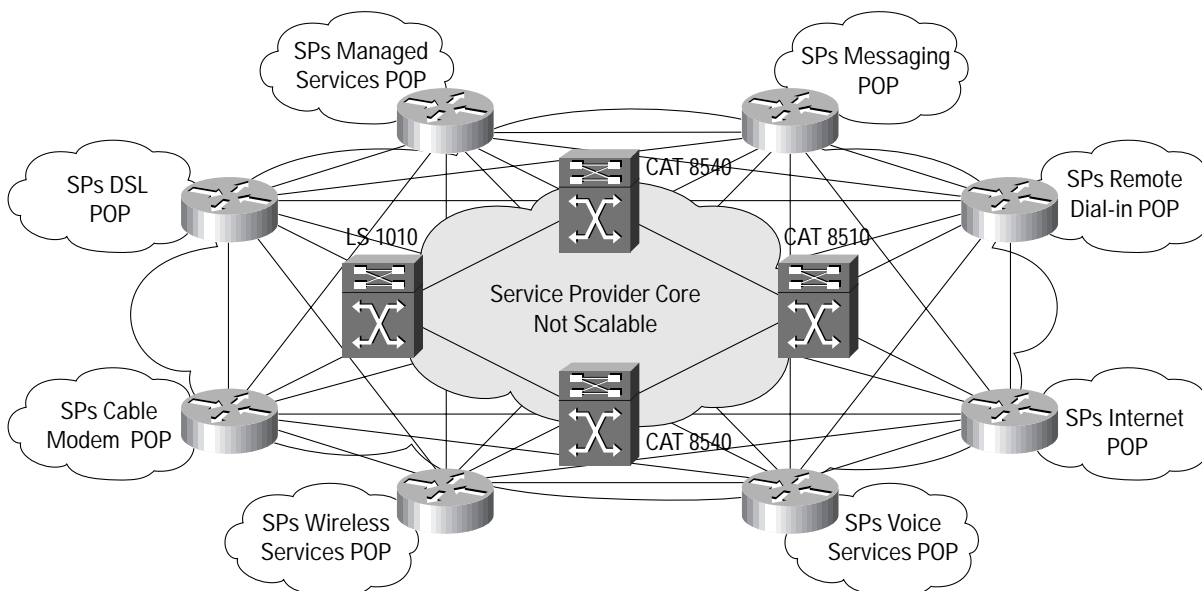 SPs Managed
Services POP
SPs Messaging
POP
CAT 8540
SPs DSL
POP
SPs Remote
Dial-in POP
LS 1010
CAT 8510
Service Provider Core
Not Scalable
SPs Cable
Modem POP
SPs Internet
POP
CAT 8540
SPs Wireless
Services POP
SPs Voice
Services POP